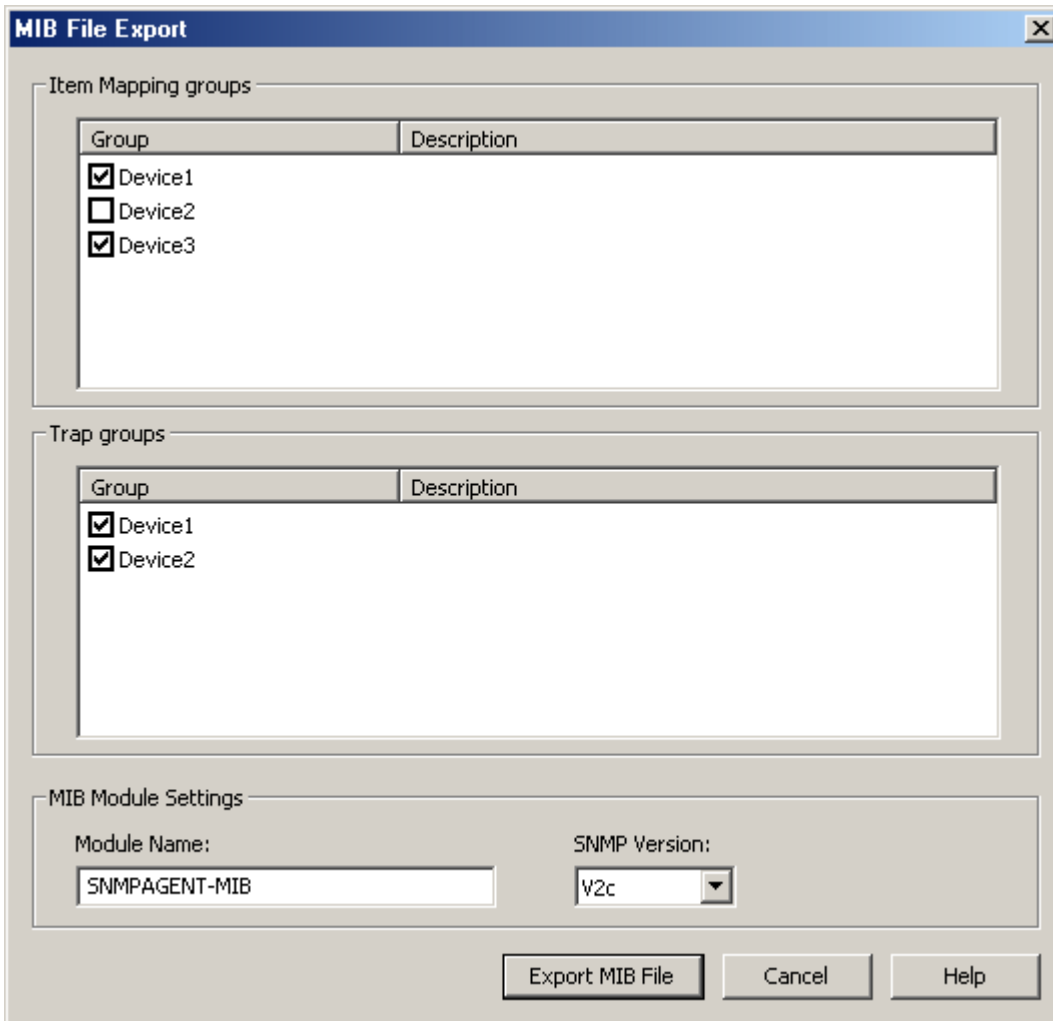 MIB File Export
Item Mapping groups
Group Description
Device1
Device2
Device3
Trap groups
Group Description
Device1
Device2
MIB Module Settings
Module Name: SNMP Version:
SNMPAGENT-MIB V2c
Export MIB File Cancel Help